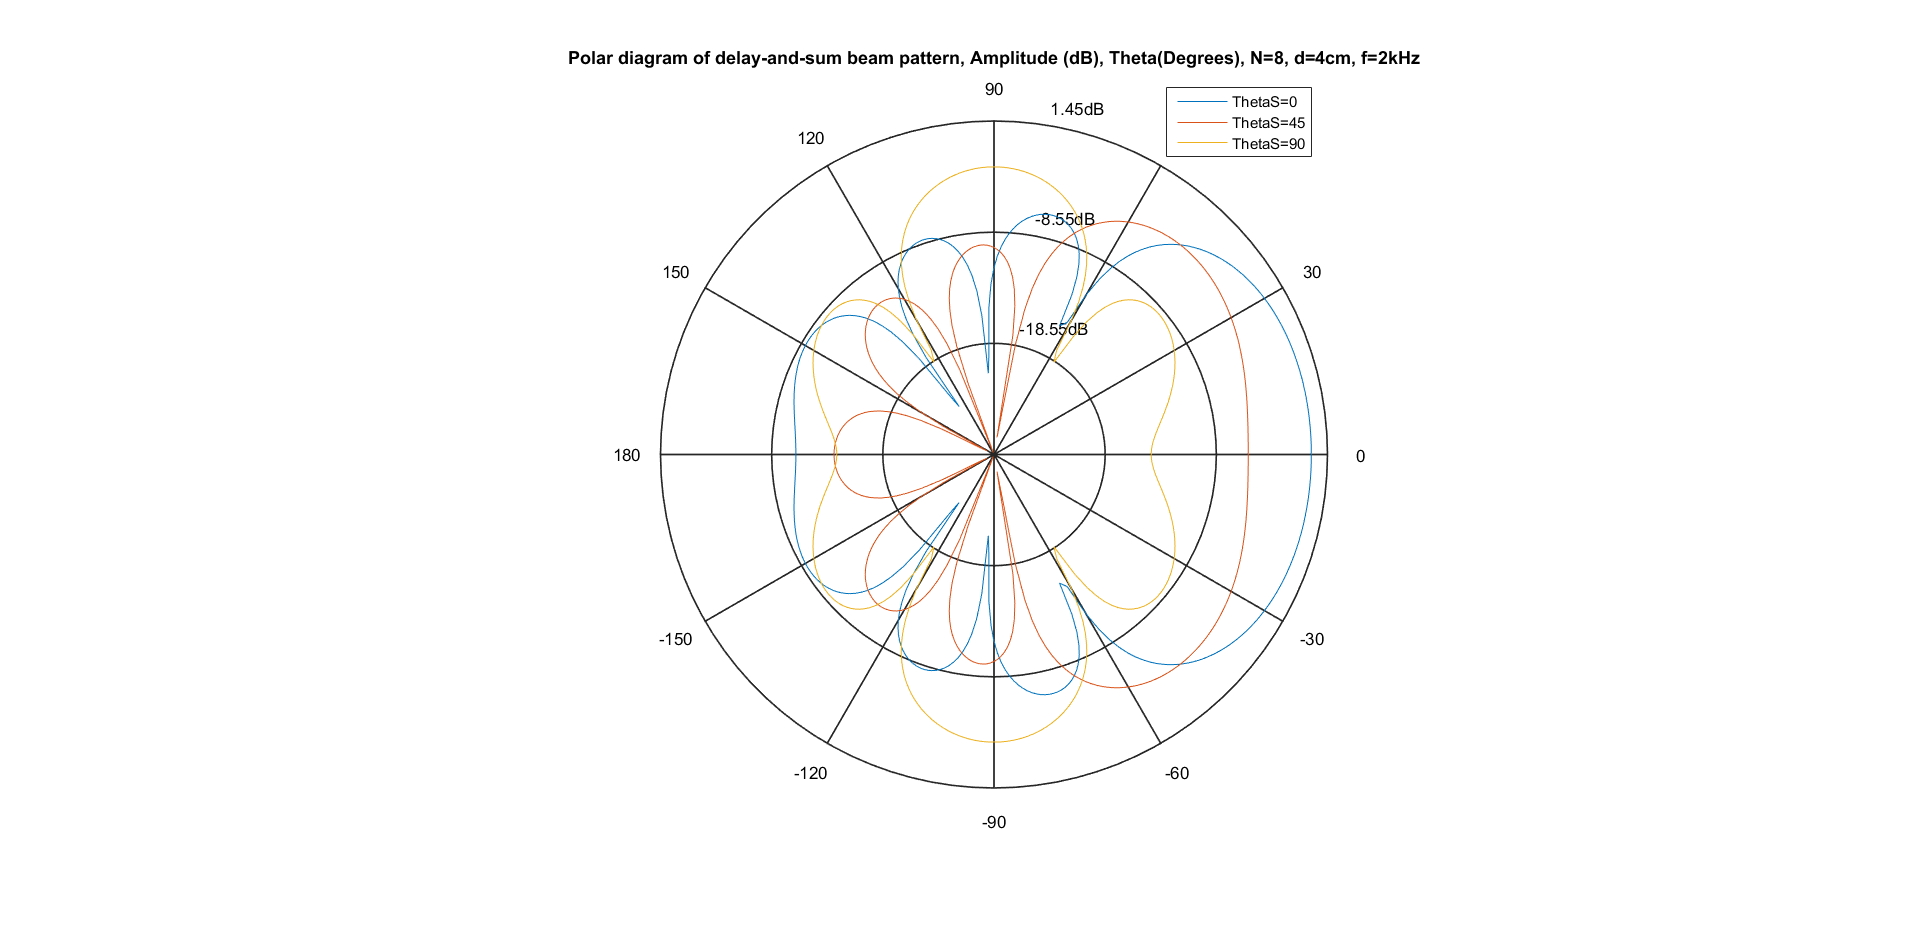 Polar diagram of delay-and-sum beam pattern, Amplitude (dB), Theta(Degrees), N=8, d=4cm, f=2kHz
90
1.45dB
ThetaS=0
ThetaS=45
ThetaS=90
120
-8.55dB
150
30
-18.55dB
180
0
-150
-30
-120
-60
-90